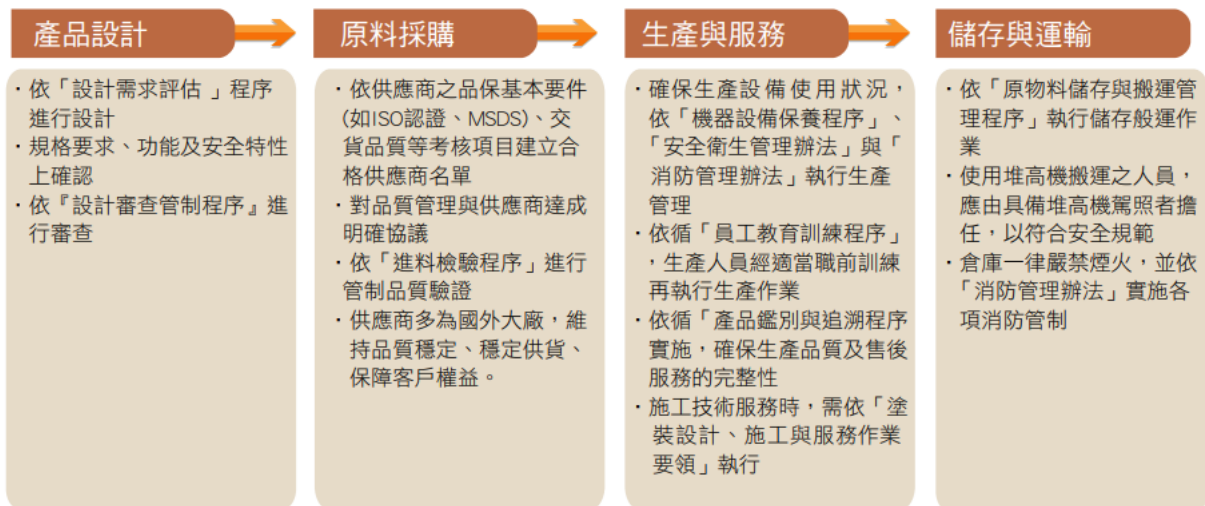 產品設計
原料採購
生產與服務
儲存與運輸
・依「設計需求評估 」程序
進行設計
・規格要求、功能及安全特性
上確認
・依『設計審查管制程序』進
行審查
・依供應商之品保基本要件
(如ISO認證、MSDS)、交
貨品質等考核項目建立合
格供應商名單
・對品質管理與供應商達成
明確協議
・依「進料檢驗程序」進行
管制品質驗證
・供應商多為國外大廠，維
持品質穩定、穩定供貨、
保障客戶權益。
・確保生產設備使用狀況，
依「機器設備保養程序」、
「安全衛生管理辦法」與「
消防管理辦法」執行生產
管理
・依循「員工教育訓練程序」
，生產人員經適當職前訓練
再執行生產作業
・依循「產品鑑別與追溯程序
實施，確保生產品質及售後
服務的完整性
・施工技術服務時，需依「塗
裝設計、施工與服務作業
要領」執行
・依「原物料儲存與搬運管
理程序」執行儲存般運作
業
・使用堆高機搬運之人員，
應由具備堆高機駕照者擔
任，以符合安全規範
・倉庫一律嚴禁煙火，並依
「消防管理辦法」實施各
項消防管制